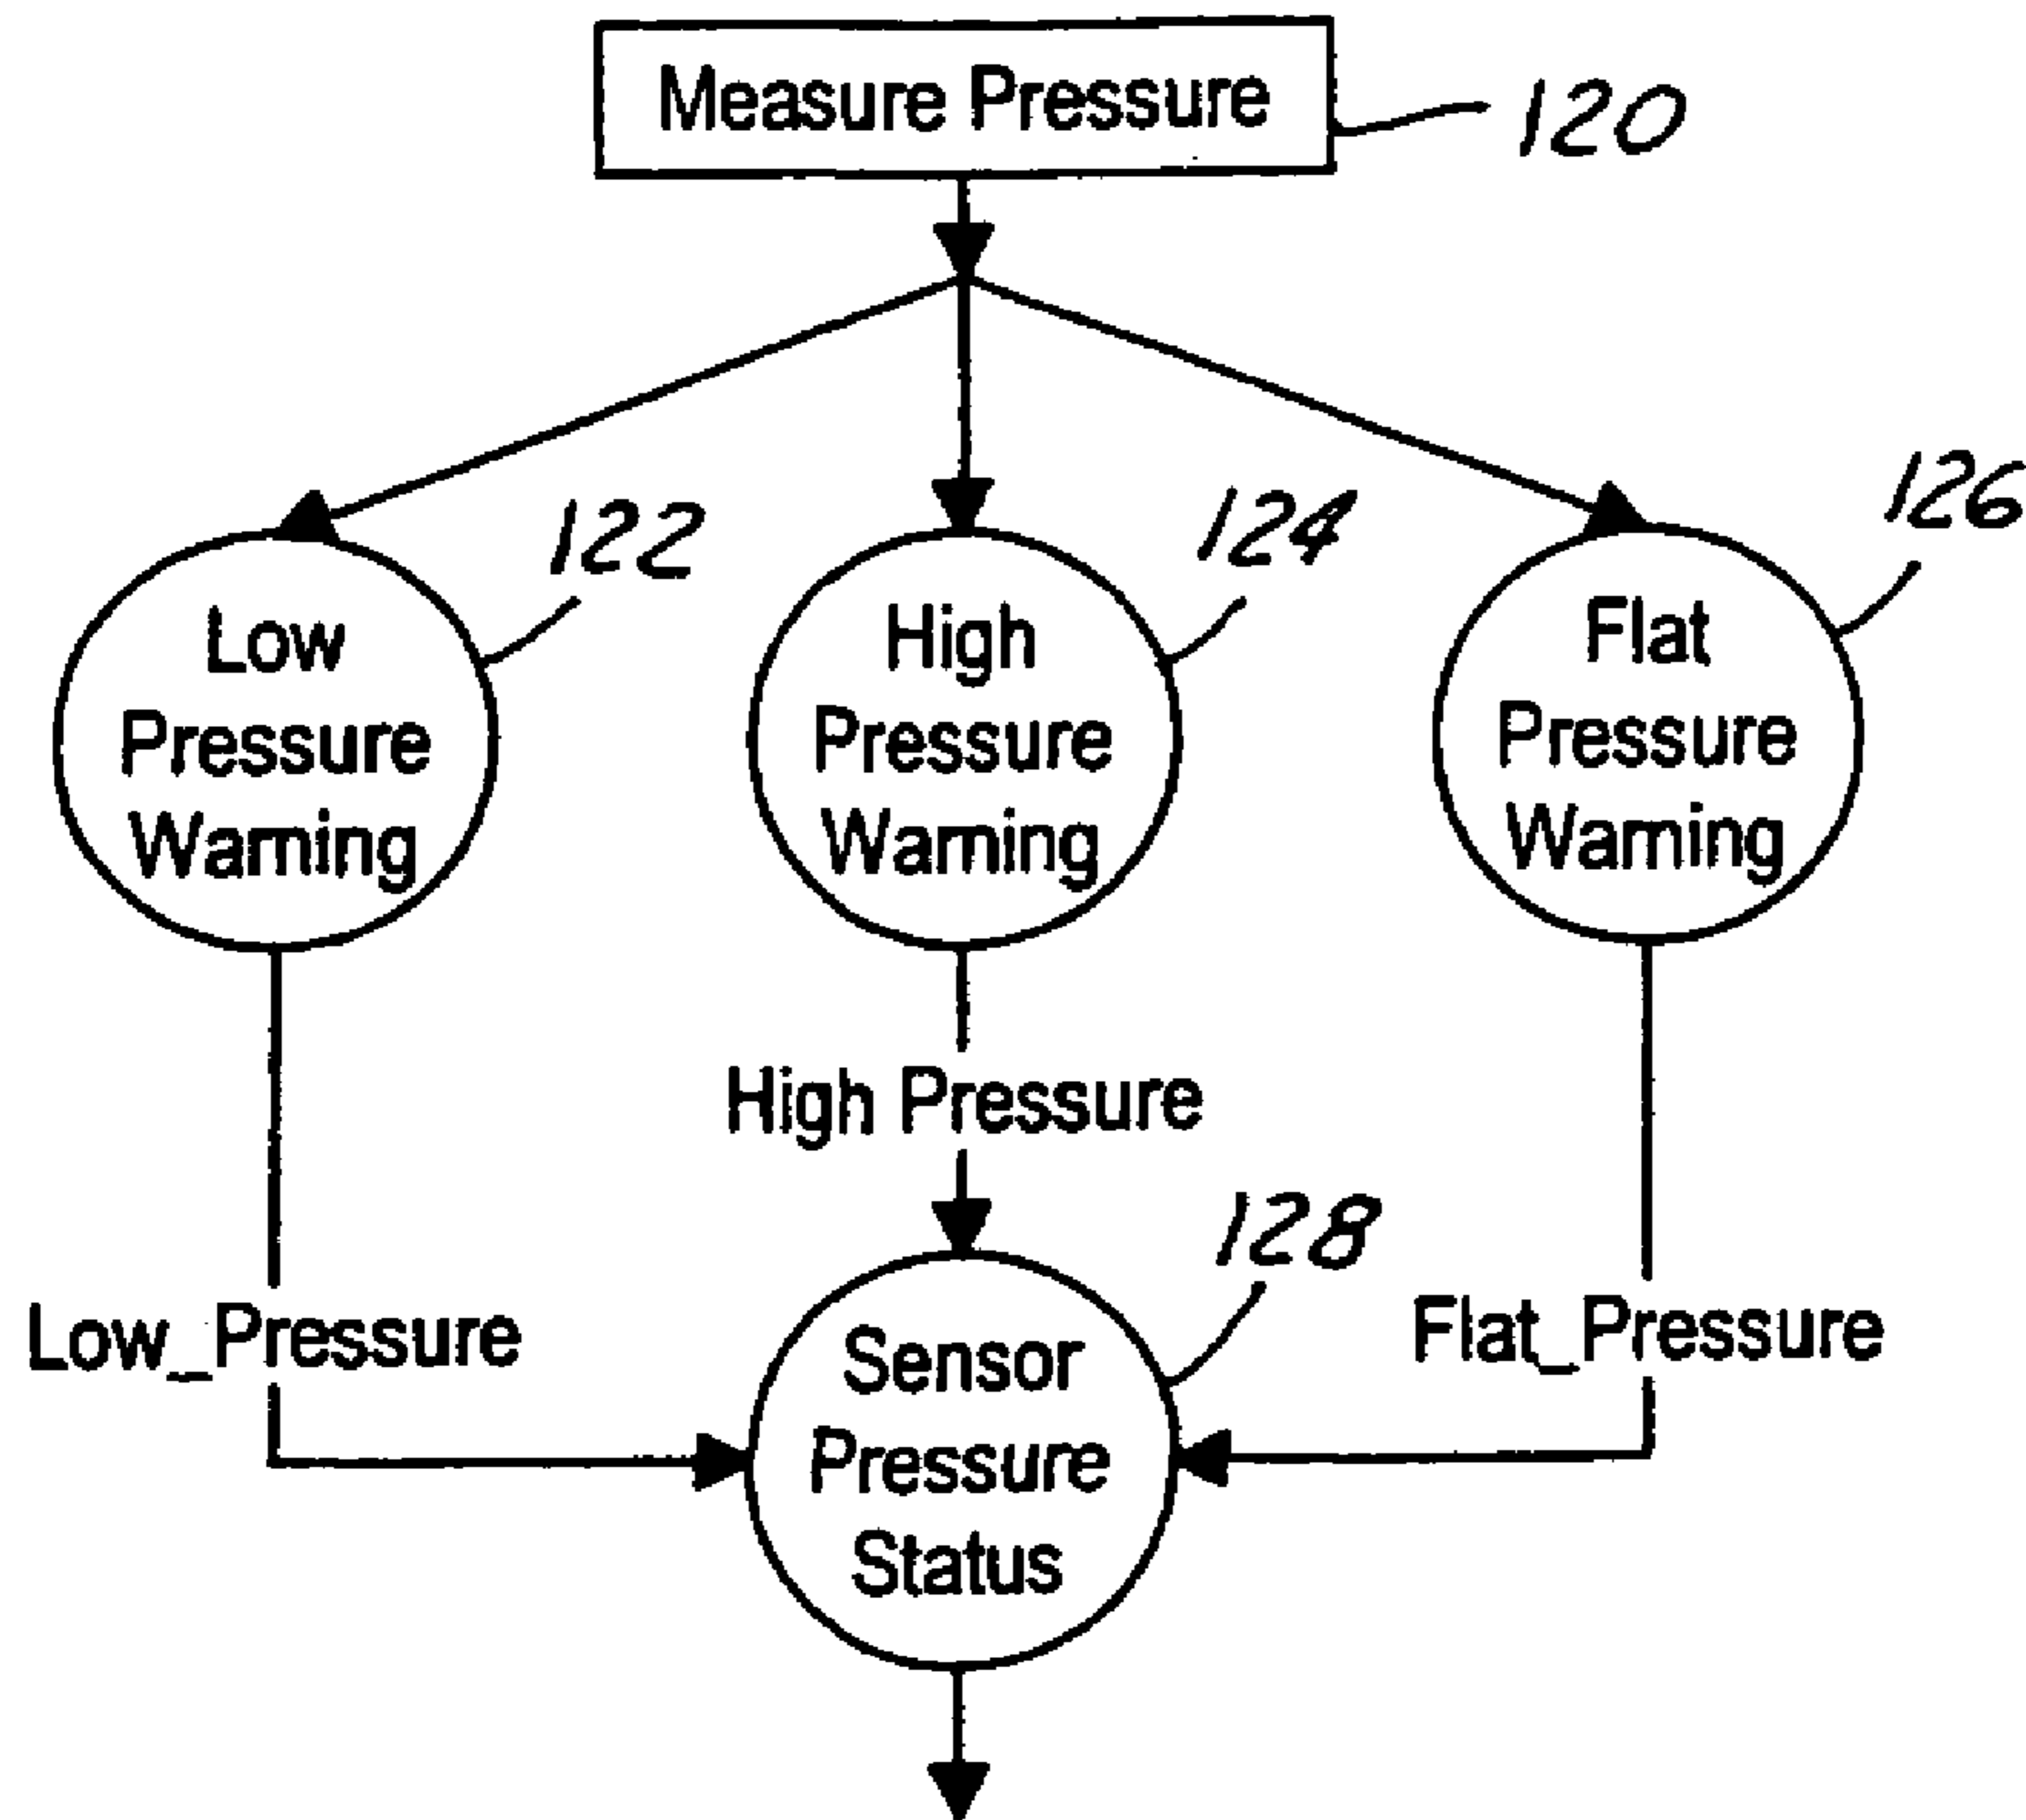 Measure Pressure
120
122
124
126
Low
Pressure
Warning
High
Pressure
Warning
Flat
Pressure
Warning
High Pressure
128
Low_Pressure
Flat_Pressure
Sensor
Pressure
Status